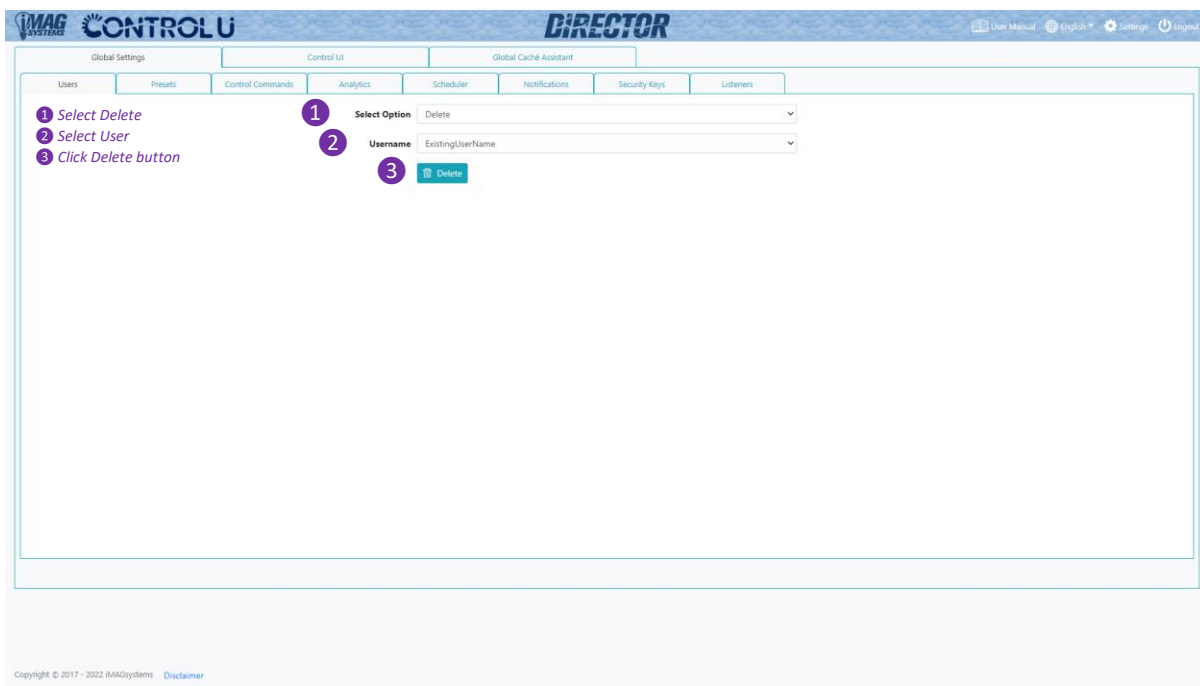 iMAG SYSTEMS CONTROL Ui DiRECTOR User Manual English Settings Logout
Global Settings Control UI Global Caché Assistant
Users Presets Control Commands Analytics Scheduler Notifications Security Keys Listeners
1 Select Delete
2 Select User
3 Click Delete button
1 Select Option Delete
2 Username ExistingUserName
3 Delete
Copyright © 2017 - 2022 iMAGsystems Disclaimer